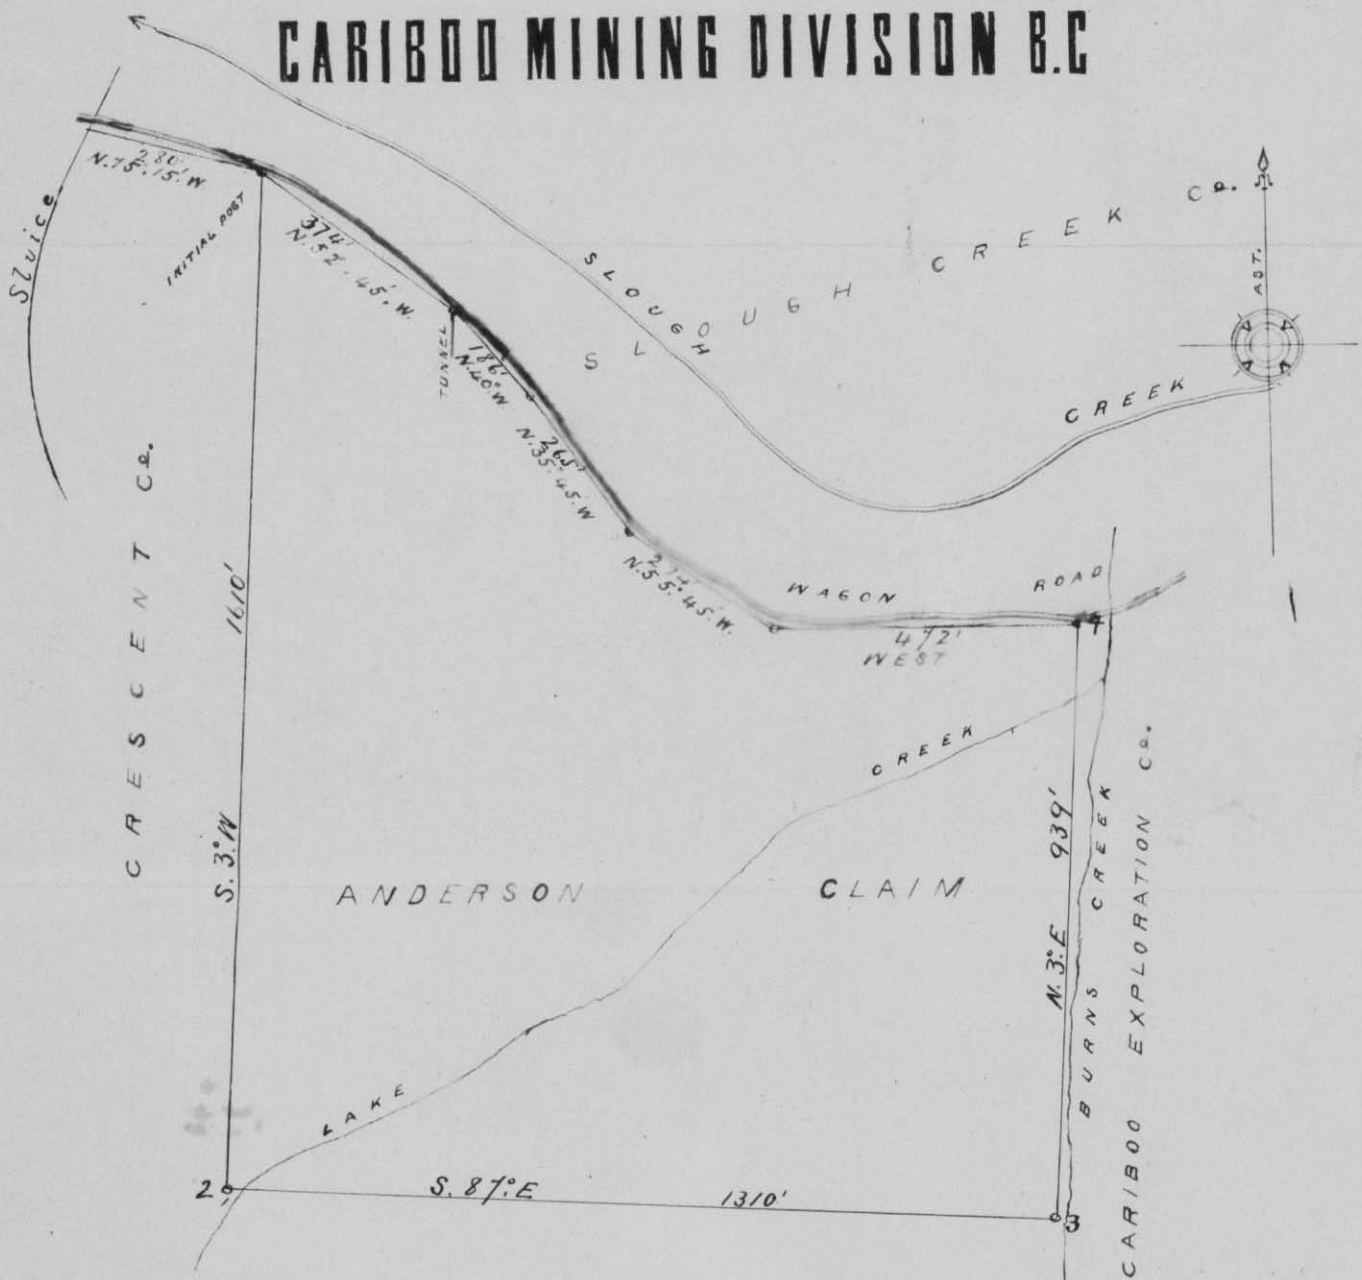 CARIBOO MINING DIVISION B.C
Sluice
280'
N.75°.15'.W
INITIAL POST
374'
N.52°.45'.W.
TUNNEL
186'
N.40°.W
265'
N.35°.45'.W
N.55°.45'.W.
SLOUGH CREEK
SLOUGH CREEK Co.
AST.
WAGON ROAD
472'
WEST
4
CRESCENT Co.
1610'
S.3°.W
ANDERSON CLAIM
LAKE CREEK
N.3°.E 939'
BURNS CREEK
CARIBOO EXPLORATION Co.
2
S.87°.E 1310'
3